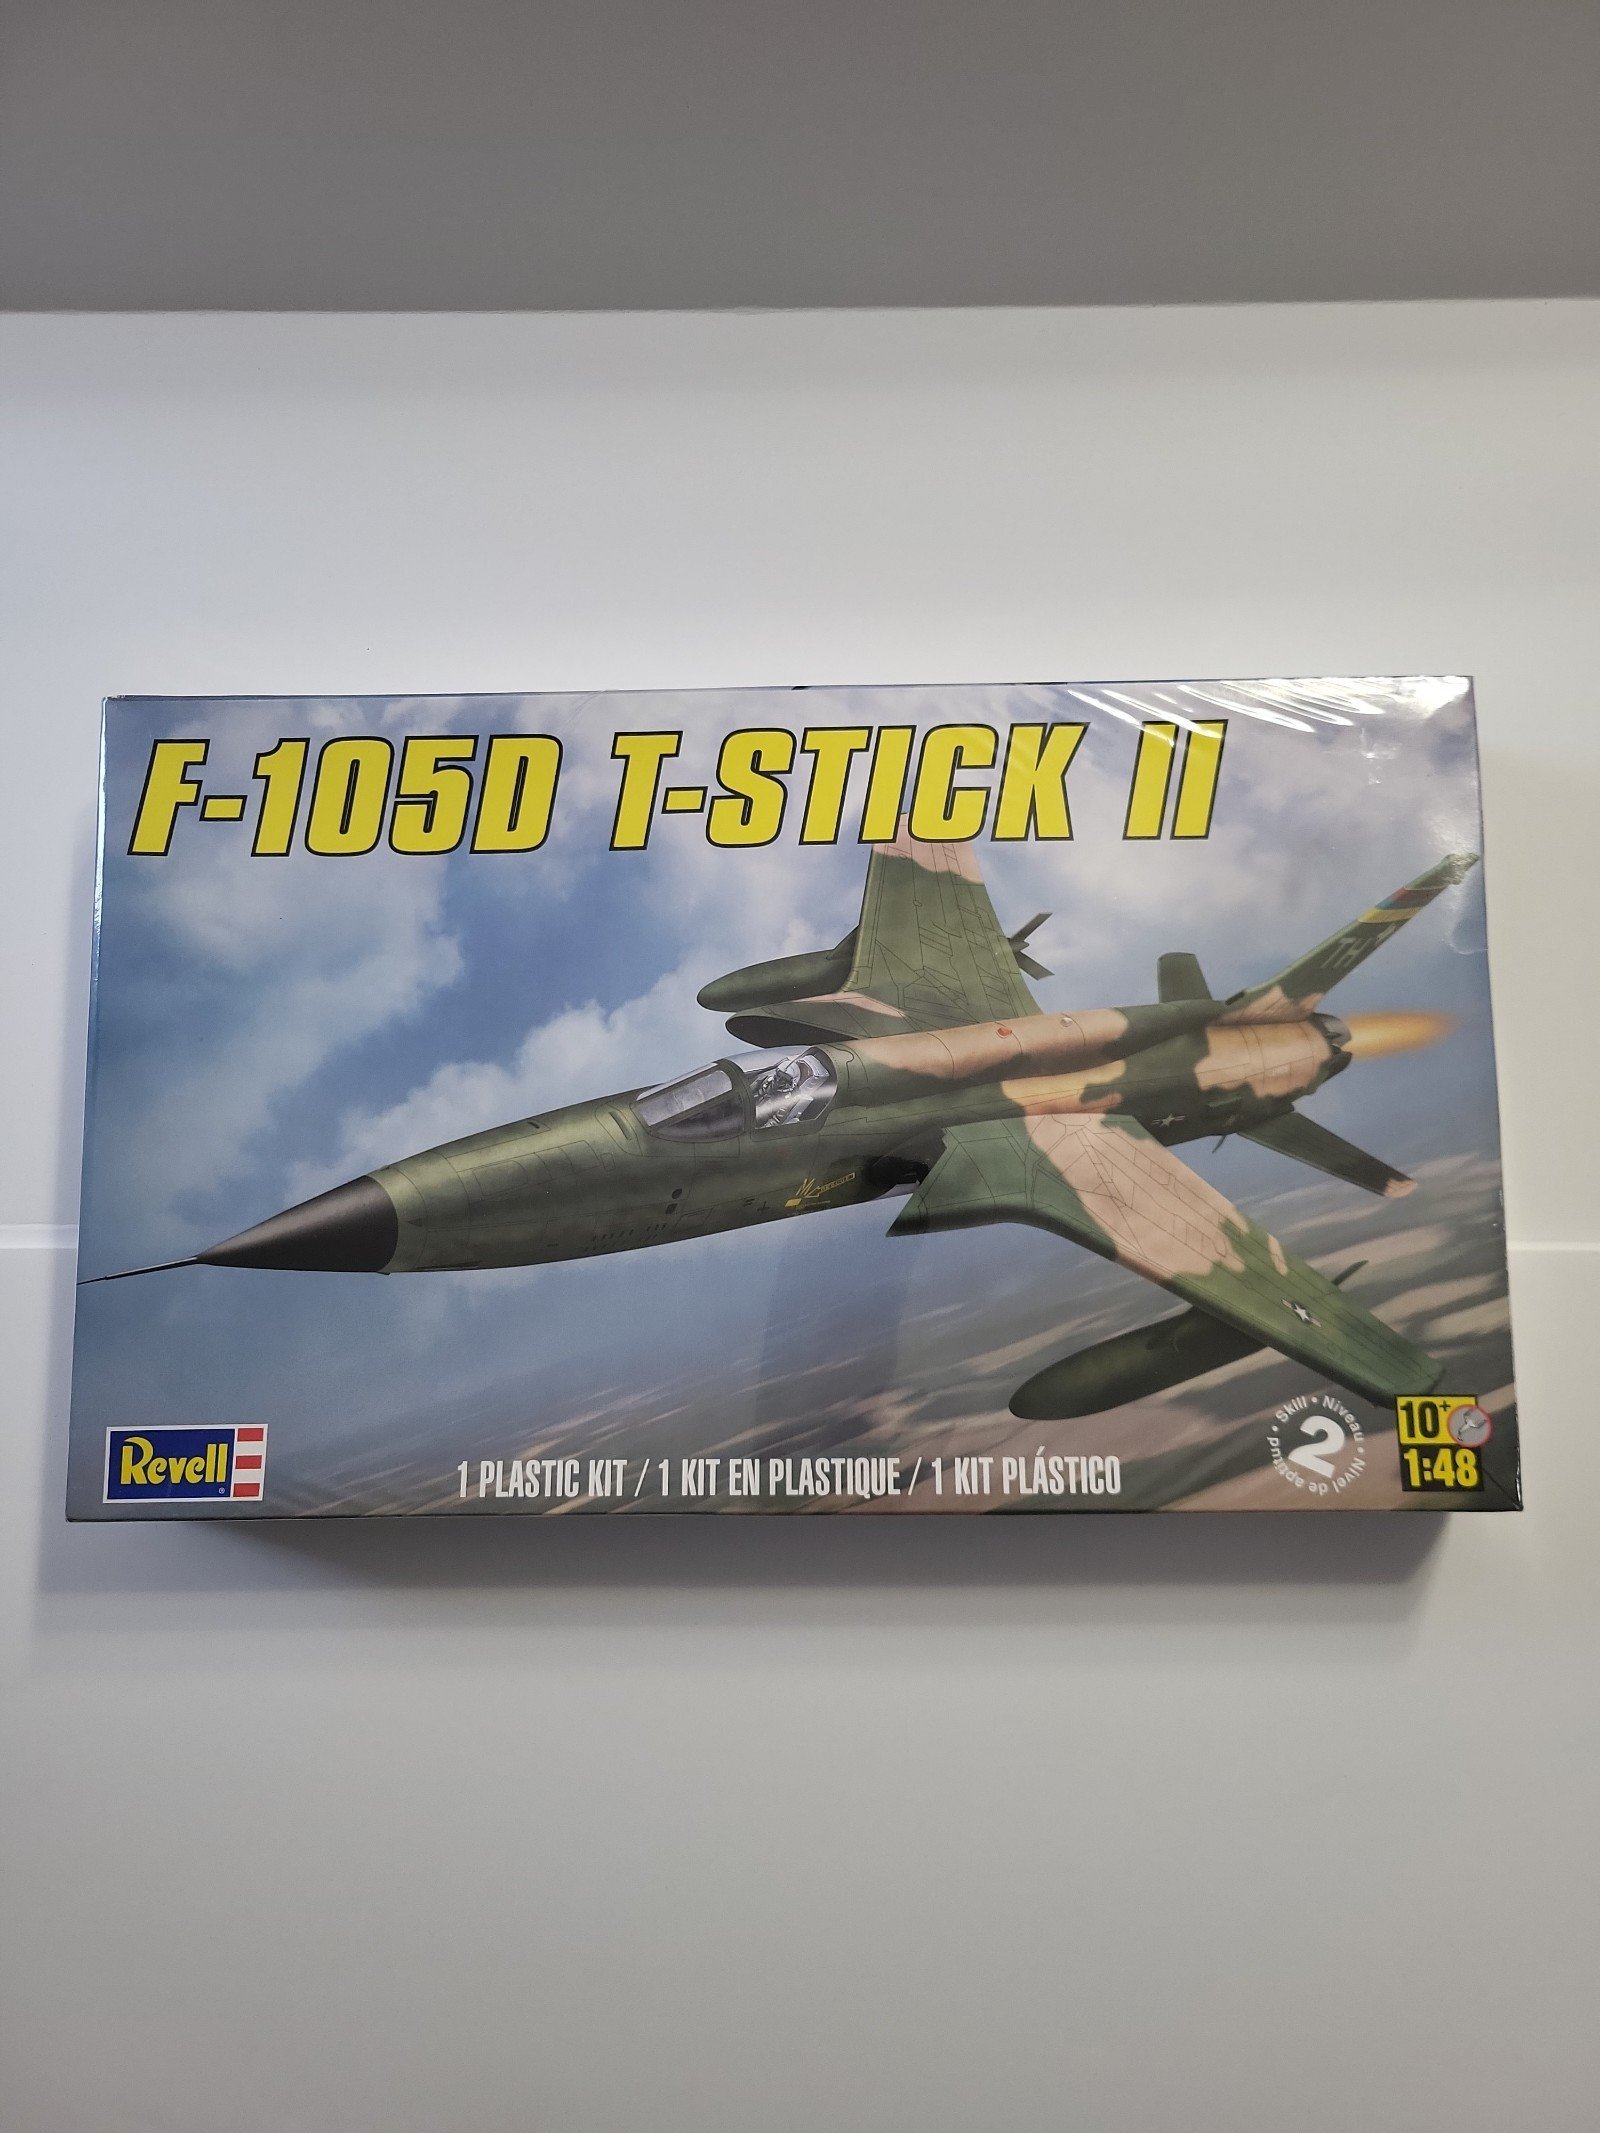 F-105D T-STICK II
TH
Revell
1 PLASTIC KIT / 1 KIT EN PLASTIQUE / 1 KIT PLÁSTICO
Skill • Niveau • Nivel de aptitud •
2
10+
1:48